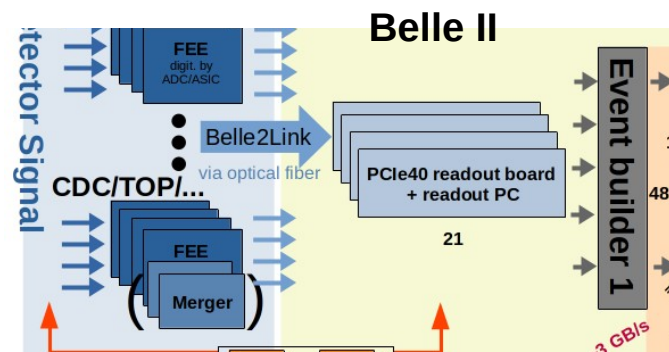 Belle II
etector Signal
FEE
digit. by
ADC/ASIC
Belle2Link
via optical fiber
CDC/TOP/...
FEE
( Merger )
PCIe40 readout board
+ readout PC
21
Event builder 1
48
3 GB/s